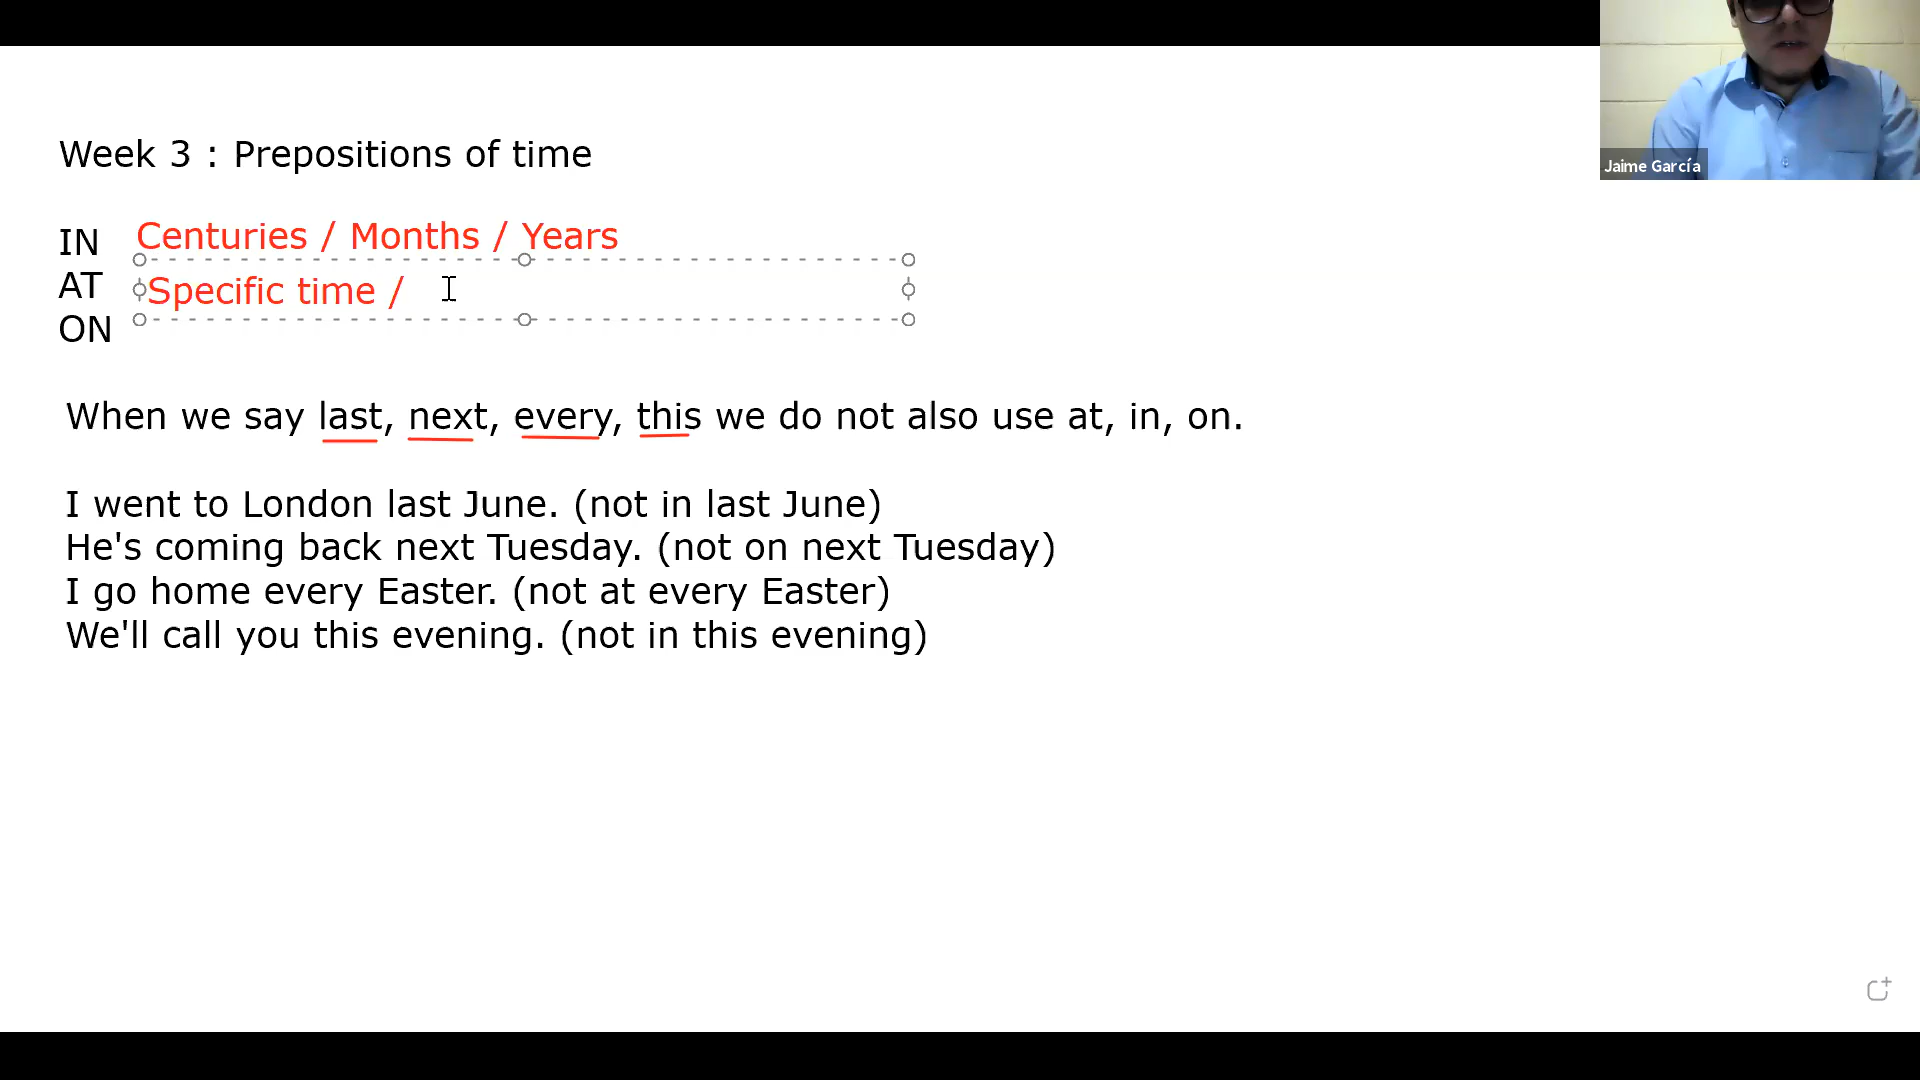 Week 3 : Prepositions of time
IN Centuries / Months / Years
AT Specific time /
ON
When we say last, next, every, this we do not also use at, in, on.
I went to London last June. (not in last June)
He's coming back next Tuesday. (not on next Tuesday)
I go home every Easter. (not at every Easter)
We'll call you this evening. (not in this evening)
Jaime García